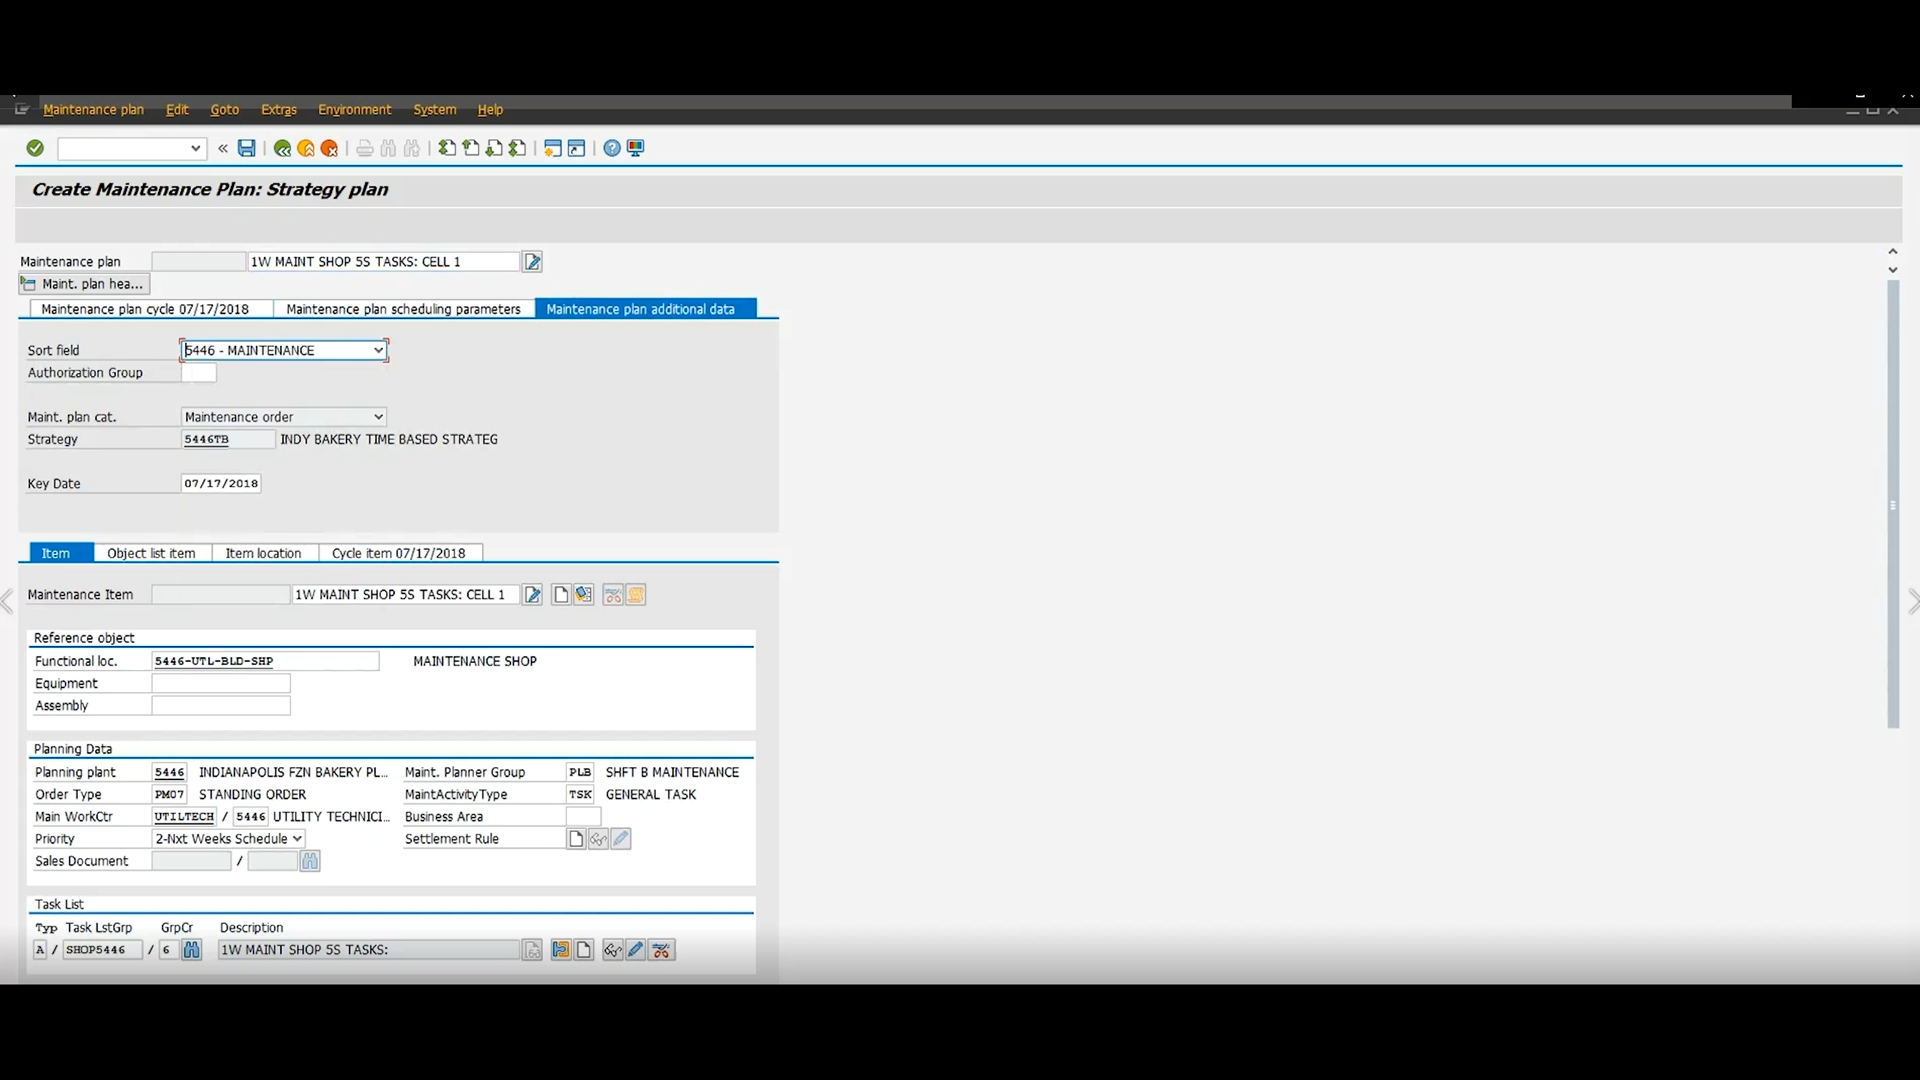 Maintenance plan Edit Goto Extras Environment System Help
Create Maintenance Plan: Strategy plan
Maintenance plan 1W MAINT SHOP 5S TASKS: CELL 1
Maint. plan hea...
Maintenance plan cycle 07/17/2018 Maintenance plan scheduling parameters Maintenance plan additional data
Sort field 5446 - MAINTENANCE
Authorization Group
Maint. plan cat. Maintenance order
Strategy 5446TB INDY BAKERY TIME BASED STRATEG
Key Date 07/17/2018
Item Object list item Item location Cycle item 07/17/2018
Maintenance Item 1W MAINT SHOP 5S TASKS: CELL 1
Reference object
Functional loc. 5446-UTL-BLD-SHP MAINTENANCE SHOP
Equipment
Assembly
Planning Data
Planning plant 5446 INDIANAPOLIS FZN BAKERY PL... Maint. Planner Group PLB SHFT B MAINTENANCE
Order Type PM07 STANDING ORDER MaintActivityType TSK GENERAL TASK
Main WorkCtr UTILTECH / 5446 UTILITY TECHNICI... Business Area
Priority 2-Nxt Weeks Schedule Settlement Rule
Sales Document /
Task List
Typ Task LstGrp GrpCr Description
A / SHOP5446 / 6 1W MAINT SHOP 5S TASKS: